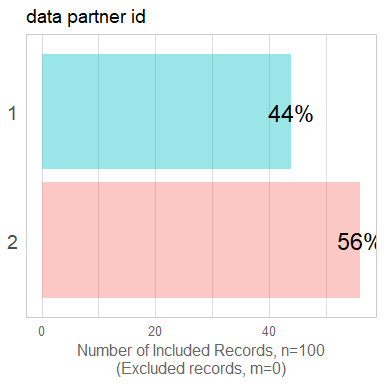 data partner id
1
44%
2
56%
0
20
40
Number of Included Records, n=100
(Excluded records, m=0)